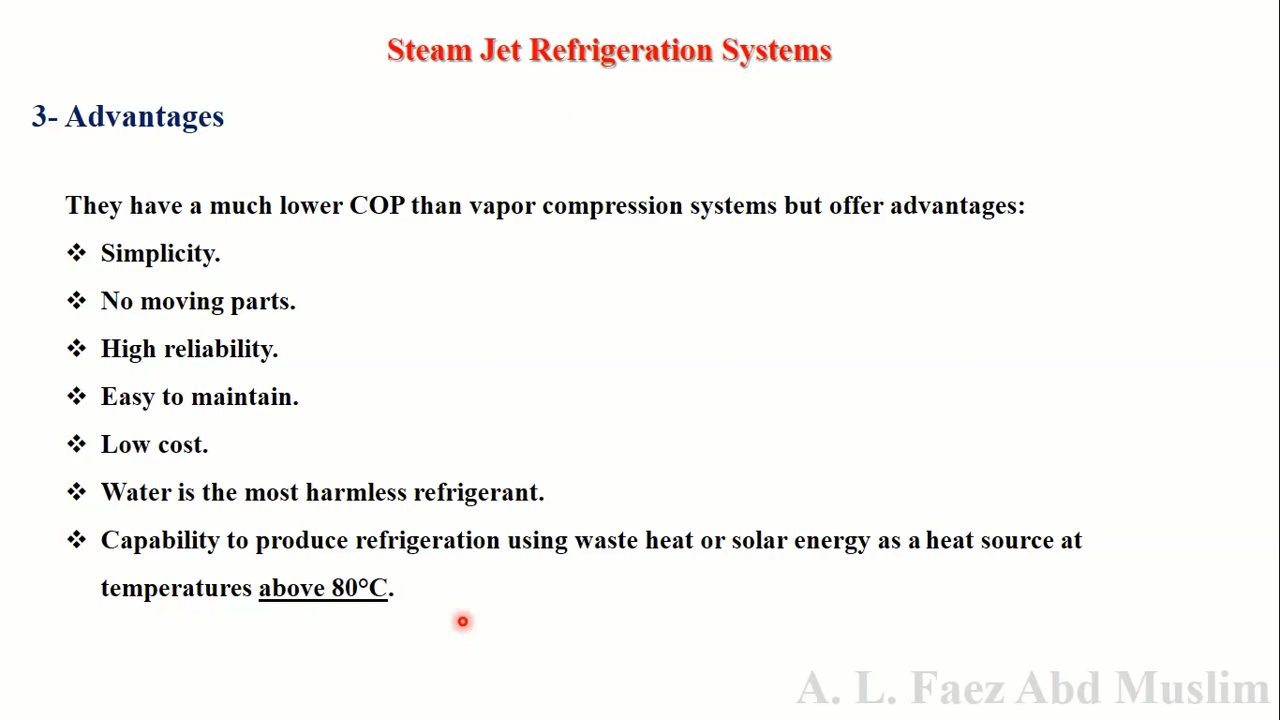 Steam Jet Refrigeration Systems
3- Advantages
They have a much lower COP than vapor compression systems but offer advantages:
❖ Simplicity.
❖ No moving parts.
❖ High reliability.
❖ Easy to maintain.
❖ Low cost.
❖ Water is the most harmless refrigerant.
❖ Capability to produce refrigeration using waste heat or solar energy as a heat source at
temperatures above 80°C.
A. L. Faez Abd Muslim